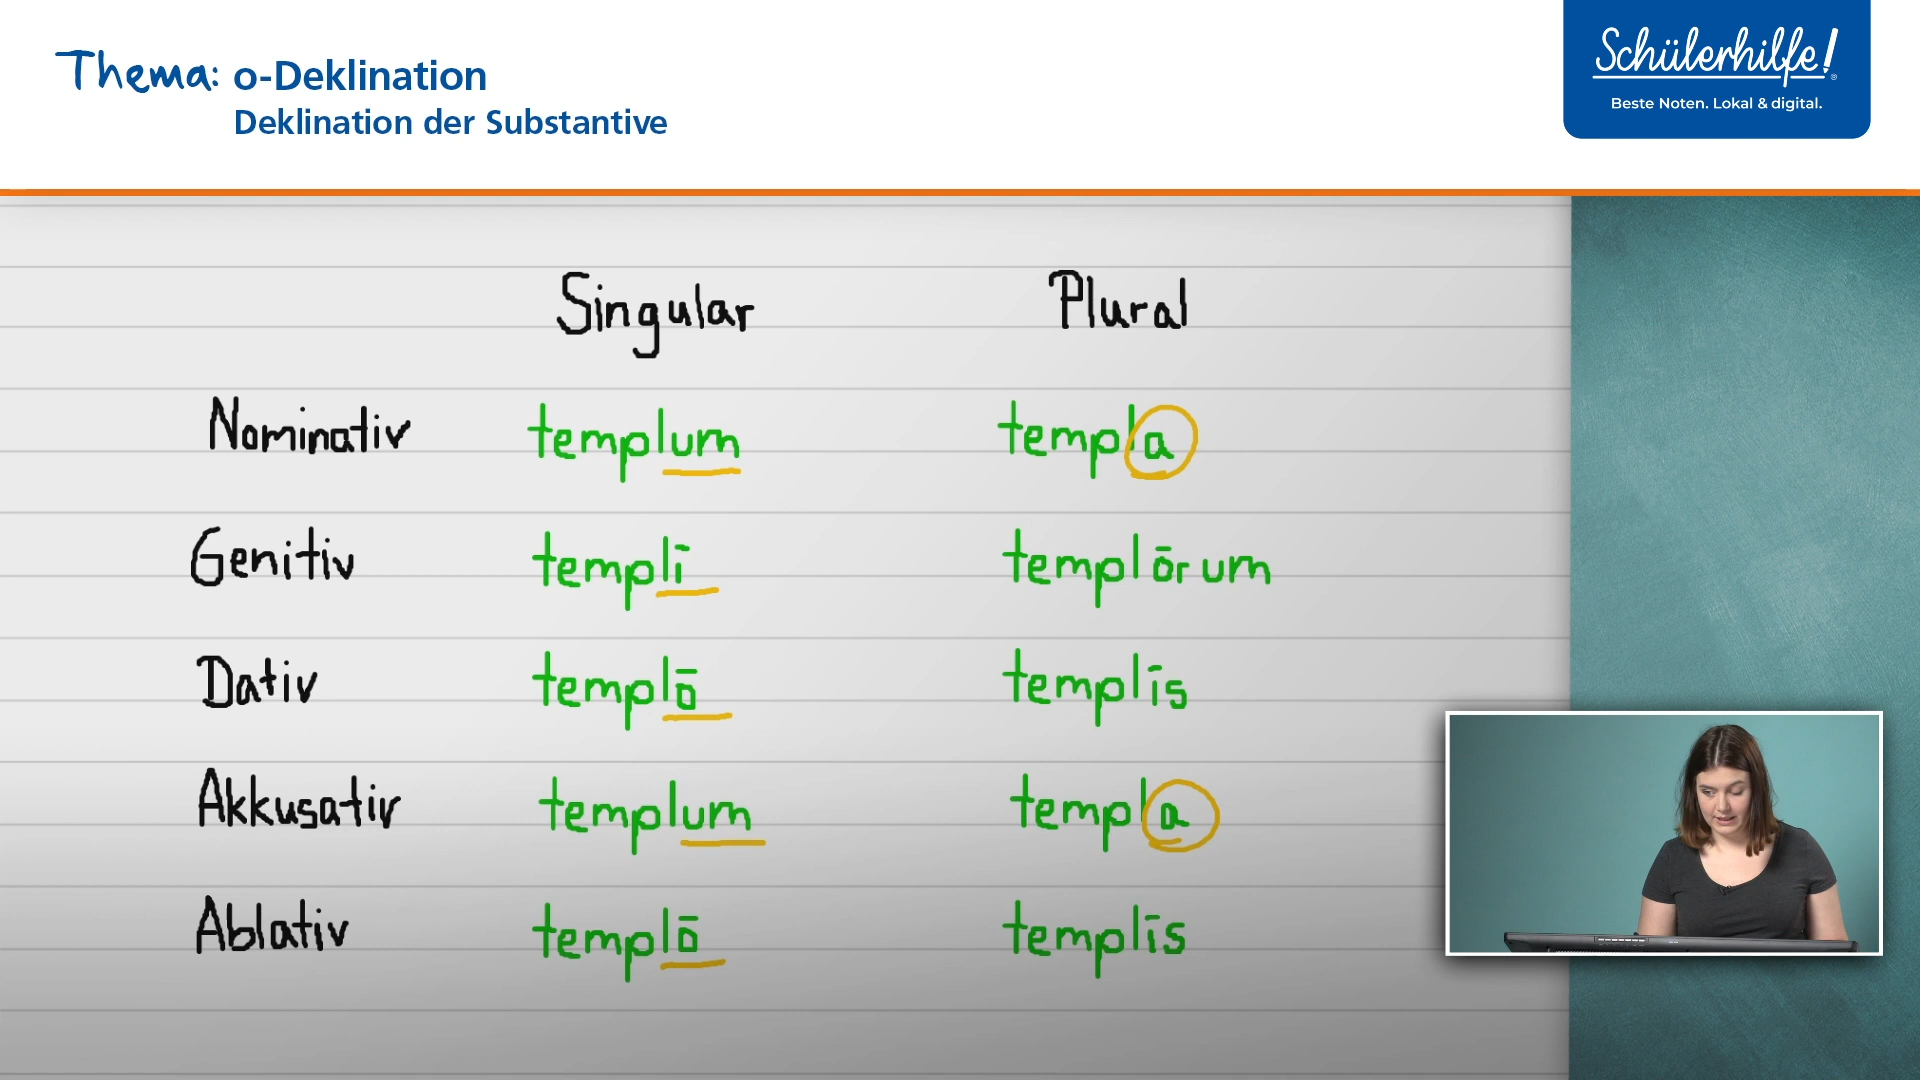 Thema: o-Deklination
Deklination der Substantive
Schülerhilfe!®
Beste Noten. Lokal & digital.
Singular Plural
Nominativ templum templa
Genitiv templī templōrum
Dativ templō templīs
Akkusativ templum templa
Ablativ templō templīs